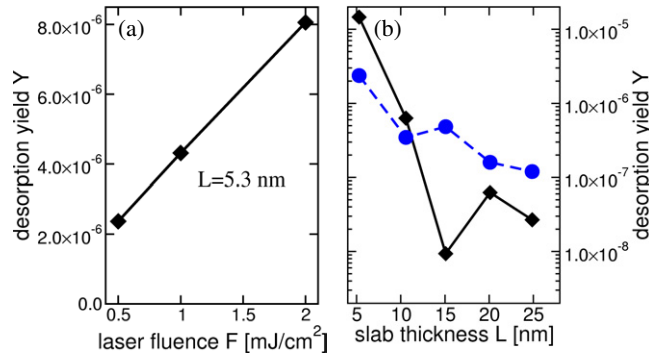 (a)
8.0×10⁻⁶
6.0×10⁻⁶
4.0×10⁻⁶
2.0×10⁻⁶
0.0
desorption yield Y
L=5.3 nm
0.5 1 1.5 2
laser fluence F [mJ/cm²]
(b)
1.0×10⁻⁵
1.0×10⁻⁶
1.0×10⁻⁷
1.0×10⁻⁸
desorption yield Y
5 10 15 20 25
slab thickness L [nm]